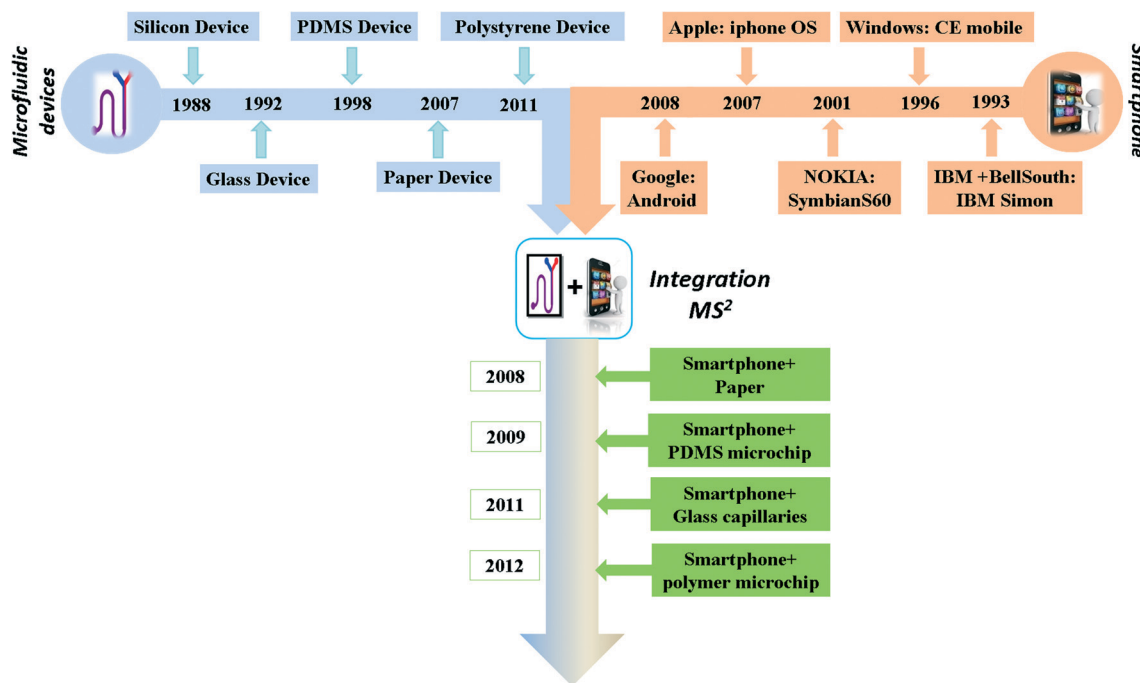 Silicon Device
PDMS Device
Polystyrene Device
Apple: iphone OS
Windows: CE mobile
Microfluidic
devices
1988
1992
1998
2007
2011
2008
2007
2001
1996
1993
Smartphone
Glass Device
Paper Device
Google:
Android
NOKIA:
SymbianS60
IBM +BellSouth:
IBM Simon
+
Integration
MS²
2008
Smartphone+
Paper
2009
Smartphone+
PDMS microchip
2011
Smartphone+
Glass capillaries
2012
Smartphone+
polymer microchip